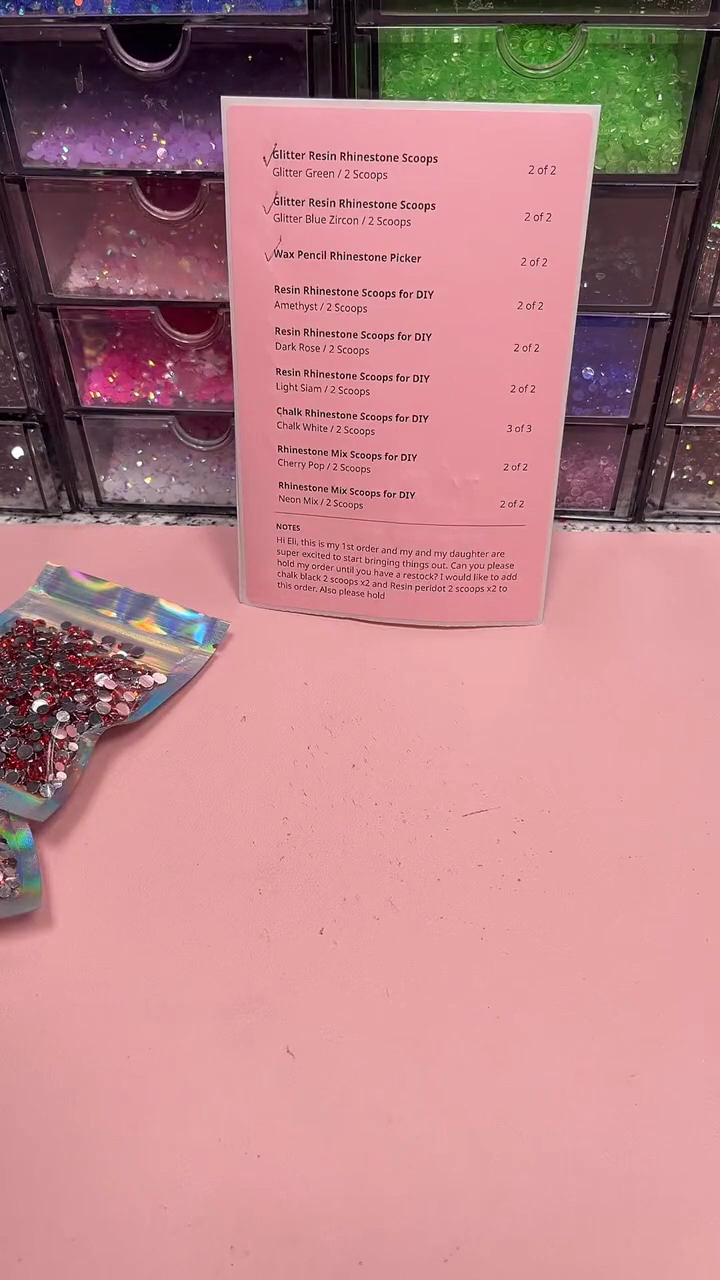 Glitter Resin Rhinestone Scoops
Glitter Green / 2 Scoops 2 of 2
Glitter Resin Rhinestone Scoops
Glitter Blue Zircon / 2 Scoops 2 of 2
Wax Pencil Rhinestone Picker 2 of 2
Resin Rhinestone Scoops for DIY
Amethyst / 2 Scoops 2 of 2
Resin Rhinestone Scoops for DIY
Dark Rose / 2 Scoops 2 of 2
Resin Rhinestone Scoops for DIY
Light Siam / 2 Scoops 2 of 2
Chalk Rhinestone Scoops for DIY
Chalk White / 2 Scoops 3 of 3
Rhinestone Mix Scoops for DIY
Cherry Pop / 2 Scoops 2 of 2
Rhinestone Mix Scoops for DIY
Neon Mix / 2 Scoops 2 of 2
NOTES
Hi Eli, this is my 1st order and my and my daughter are
super excited to start bringing things out. Can you please
hold my order until you have a restock? I would like to add
chalk black 2 scoops x2 and Resin peridot 2 scoops x2 to
this order. Also please hold